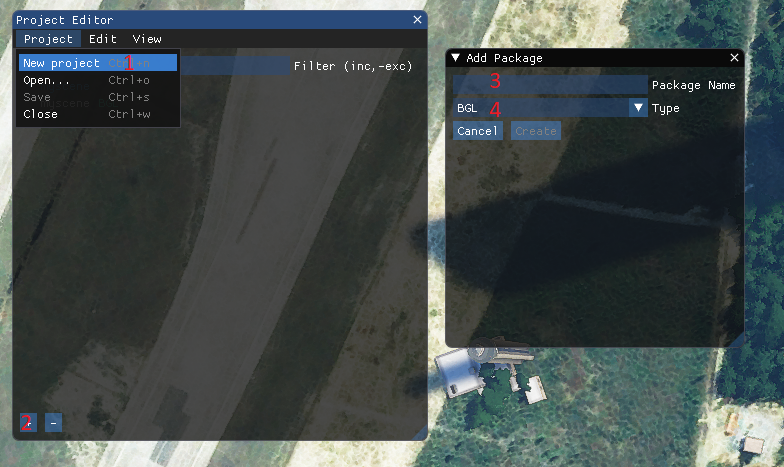 Project Editor
Project Edit View
New project Ctrl+n 1
Filter (inc,-exc)
Open... Ctrl+o
Save Ctrl+s
Close Ctrl+w
2 -
Add Package
3 Package Name
BGL 4 Type
Cancel Create